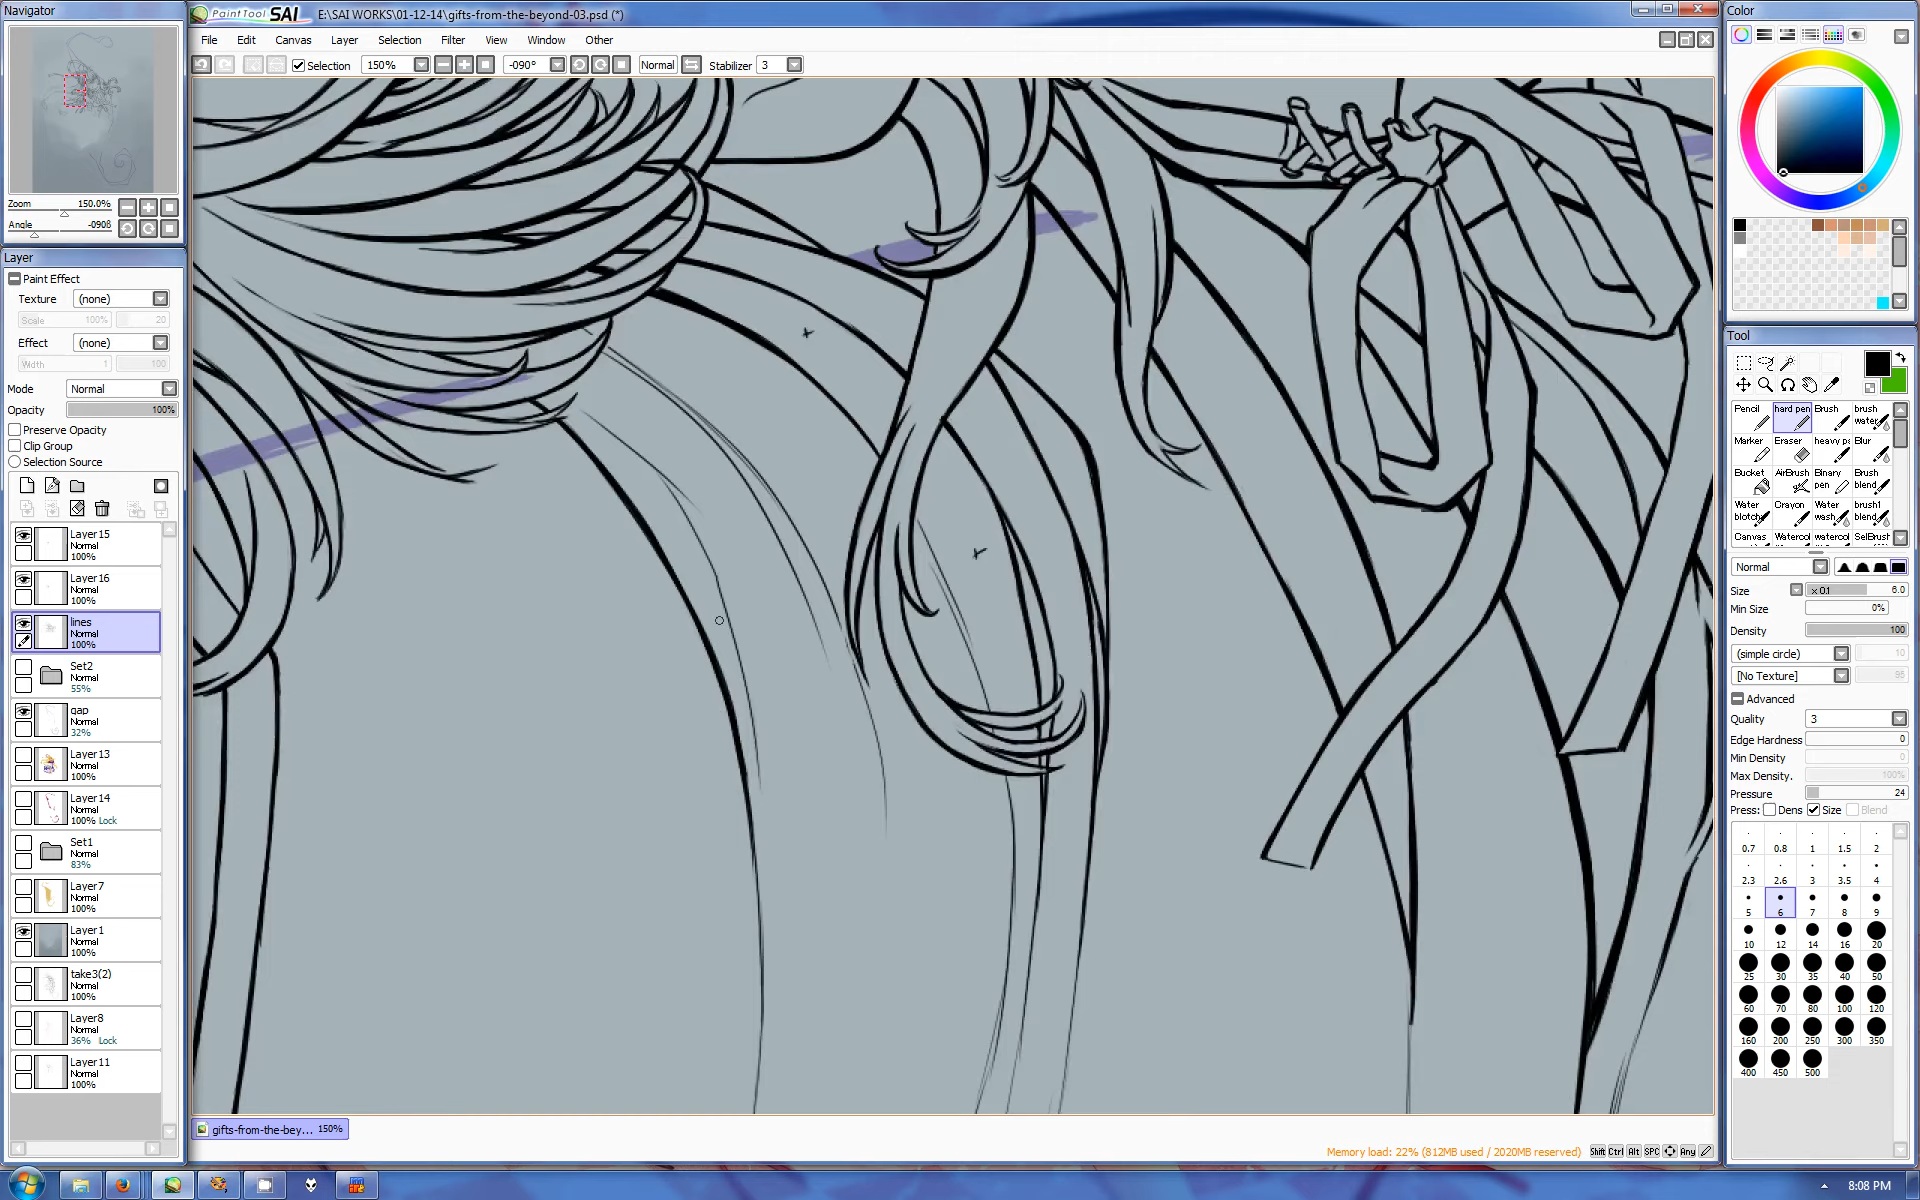 Navigator
Zoom 150.0%
Angle -090ß
PaintTool SAI E:\SAI WORKS\01-12-14\gifts-from-the-beyond-03.psd (*)
File Edit Canvas Layer Selection Filter View Window Other
Selection 150% -090° Normal Stabilizer 3
Layer
Paint Effect
Texture (none)
Scale 100% 20
Effect (none)
Width 1 100
Mode Normal
Opacity 100%
Preserve Opacity
Clip Group
Selection Source
Layer15
Normal
100%
Layer16
Normal
100%
lines
Normal
100%
Set2
Normal
55%
gap
Normal
32%
Layer13
Normal
100%
Layer14
Normal
100% Lock
Set1
Normal
83%
Layer7
Normal
100%
Layer1
Normal
100%
take3(2)
Normal
100%
Layer8
Normal
36% Lock
Layer11
Normal
100%
gifts-from-the-bey... 150%
Memory load: 22% (812MB used / 2020MB reserved) Shift Ctrl Alt SPC Any
Color
Tool
Pencil hard pen Brush brush water
Marker Eraser heavy p Blur
Bucket AirBrush Binary pen Brush blend
Water blotch Crayon Water wash brush1 blend
Canvas Watercol watercol SelBrush
Normal
Size x 0.1 6.0
Min Size 0%
Density 100
(simple circle) 10
[No Texture] 95
Advanced
Quality 3
Edge Hardness 0
Min Density 0
Max Density. 100%
Pressure 24
Press: Dens Size Blend
0.7 0.8 1 1.5 2
2.3 2.6 3 3.5 4
5 6 7 8 9
10 12 14 16 20
25 30 35 40 50
60 70 80 100 120
160 200 250 300 350
400 450 500
8:08 PM